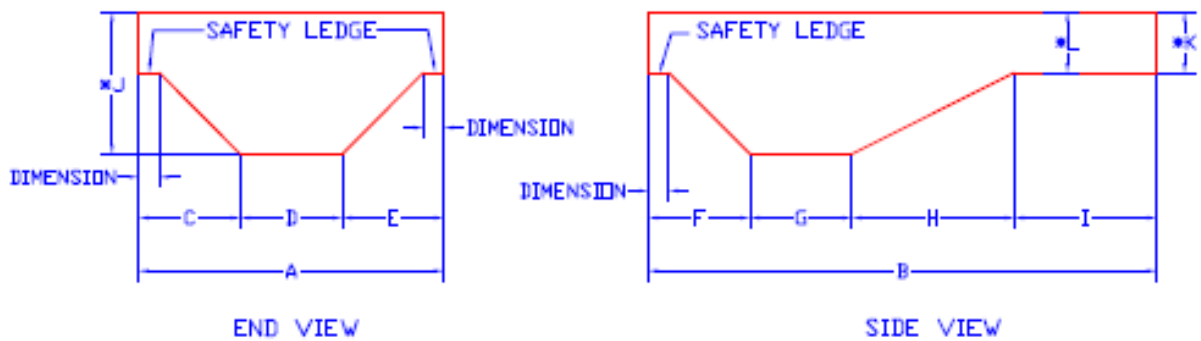 SAFETY LEDGE
*J
DIMENSION
DIMENSION
C
D
E
A
END VIEW
SAFETY LEDGE
*L
*K
DIMENSION
F
G
H
I
B
SIDE VIEW